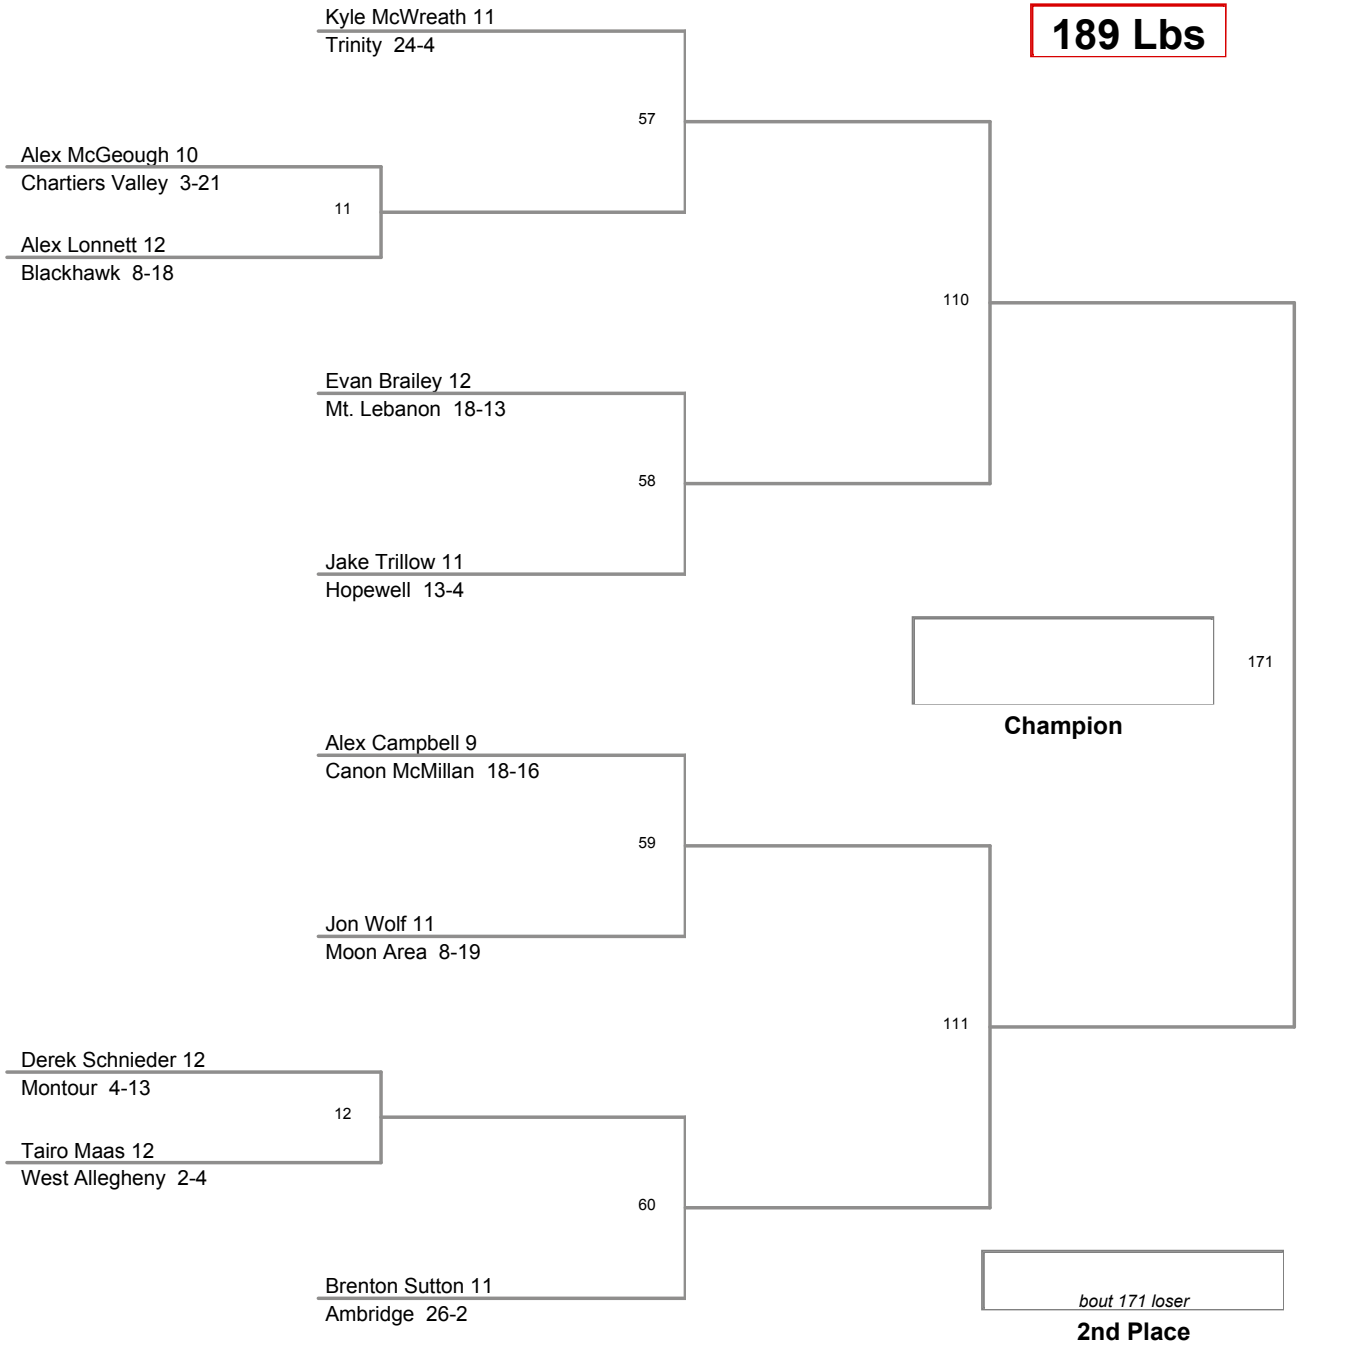 Kyle McWreath 11
189 Lbs
Trinity  24-4
57
Alex McGeough 10
Chartiers Valley  3-21
11
Alex Lonnett 12
Blackhawk  8-18
110
Evan Brailey 12
Mt. Lebanon  18-13
58
Jake Trillow 11
Hopewell  13-4
171
Champion
Alex Campbell 9
Canon McMillan  18-16
59
Jon Wolf 11
Moon Area  8-19
111
Derek Schnieder 12
Montour  4-13
12
Tairo Maas 12
West Allegheny  2-4
60
Brenton Sutton 11
Ambridge  26-2
bout 171 loser
2nd Place